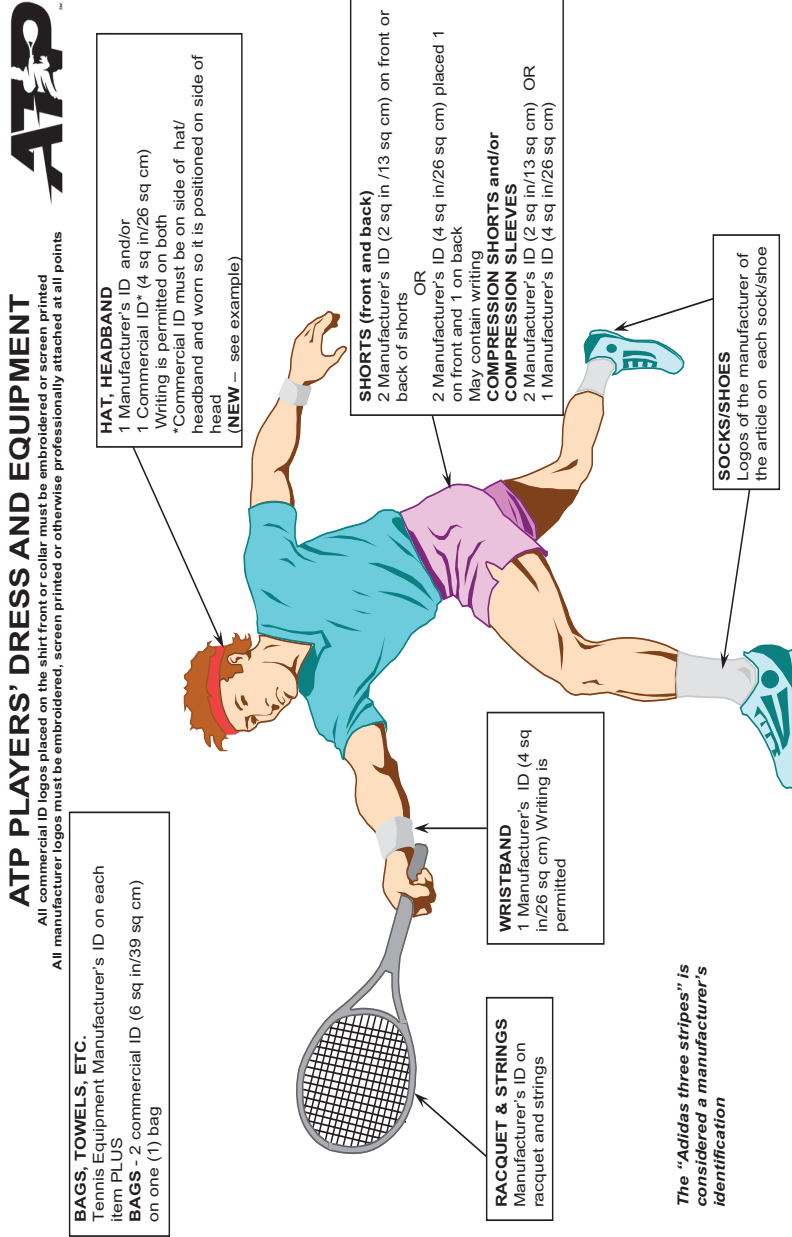 ATP
ATP PLAYERS' DRESS AND EQUIPMENT
All commercial ID logos placed on the shirt front or collar must be embroidered or screen printed
All manufacturer logos must be embroidered, screen printed or otherwise professionally attached at all points
BAGS, TOWELS, ETC.
Tennis Equipment Manufacturer's ID on each
item PLUS
BAGS - 2 commercial ID (6 sq in/39 sq cm)
on one (1) bag
HAT, HEADBAND
1 Manufacturer's ID and/or
1 Commercial ID* (4 sq in/26 sq cm)
Writing is permitted on both
*Commercial ID must be on side of hat/
headband and worn so it is positioned on side of
head
(NEW – see example)
SHORTS (front and back)
2 Manufacturer's ID (2 sq in /13 sq cm) on front or
back of shorts
OR
2 Manufacturer's ID (4 sq in/26 sq cm) placed 1
on front and 1 on back
May contain writing
COMPRESSION SHORTS and/or
COMPRESSION SLEEVES
2 Manufacturer's ID (2 sq in/13 sq cm) OR
1 Manufacturer's ID (4 sq in/26 sq cm)
RACQUET & STRINGS
Manufacturer's ID on
racquet and strings
WRISTBAND
1 Manufacturer's ID (4 sq
in/26 sq cm) Writing is
permitted
SOCKS/SHOES
Logos of the manufacturer of
the article on each sock/shoe
The "Adidas three stripes" is
considered a manufacturer's
identification